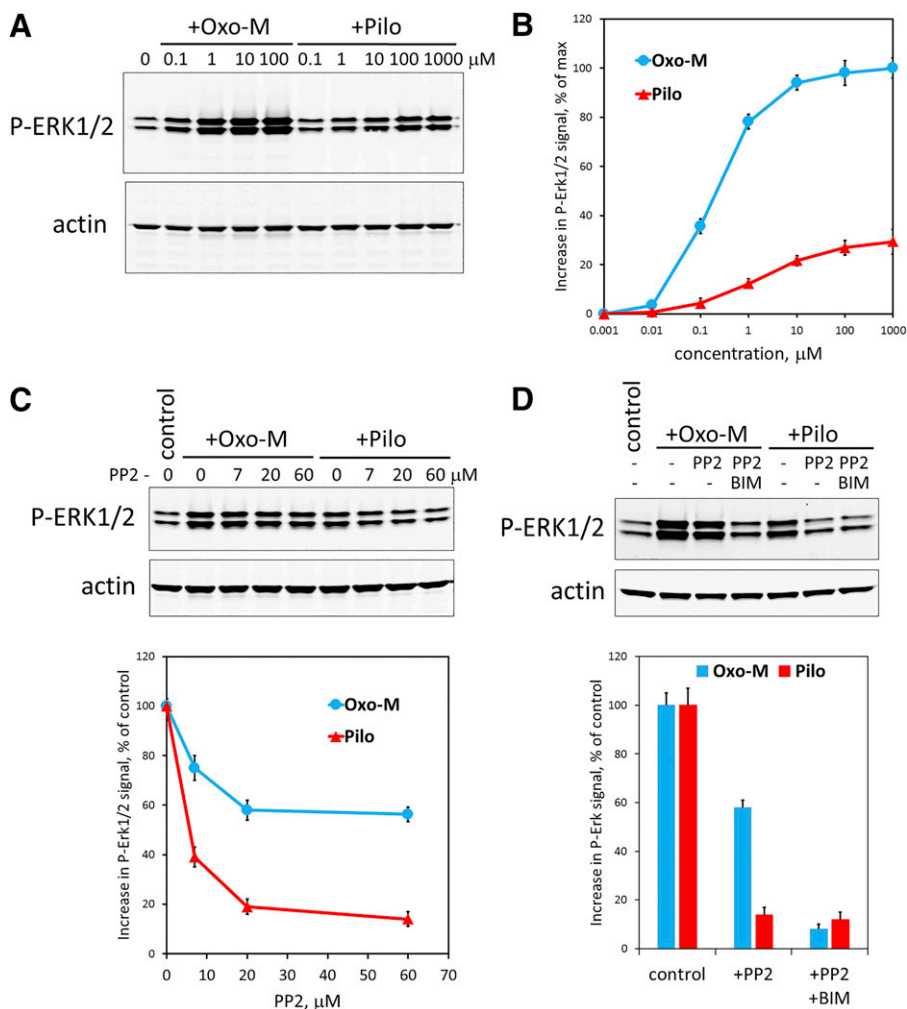 A
+Oxo-M +Pilo
0 0.1 1 10 100 0.1 1 10 100 1000 μM
P-ERK1/2
actin
B
Increase in P-Erk1/2 signal, % of max
120
100
80
60
40
20
0
Oxo-M
Pilo
0.001 0.01 0.1 1 10 100 1000
concentration, μM
C
control
+Oxo-M +Pilo
PP2 - 0 0 7 20 60 0 7 20 60 μM
P-ERK1/2
actin
Increase in P-Erk1/2 signal, % of control
120
100
80
60
40
20
0
Oxo-M
Pilo
0 10 20 30 40 50 60 70
PP2, μM
D
control
+Oxo-M +Pilo
- - PP2 PP2 - PP2 PP2
- - - BIM - - BIM
P-ERK1/2
actin
Increase in P-Erk signal, % of control
120
100
80
60
40
20
0
Oxo-M Pilo
control +PP2 +PP2
+BIM